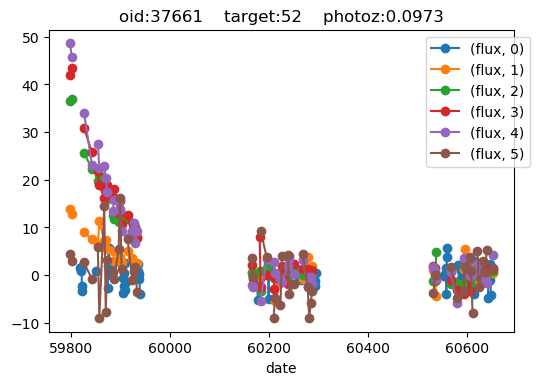 oid:37661    target:52    photoz:0.0973
50
40
30
20
10
0
−10
59800
60000
60200
60400
60600
date
(flux, 0)
(flux, 1)
(flux, 2)
(flux, 3)
(flux, 4)
(flux, 5)